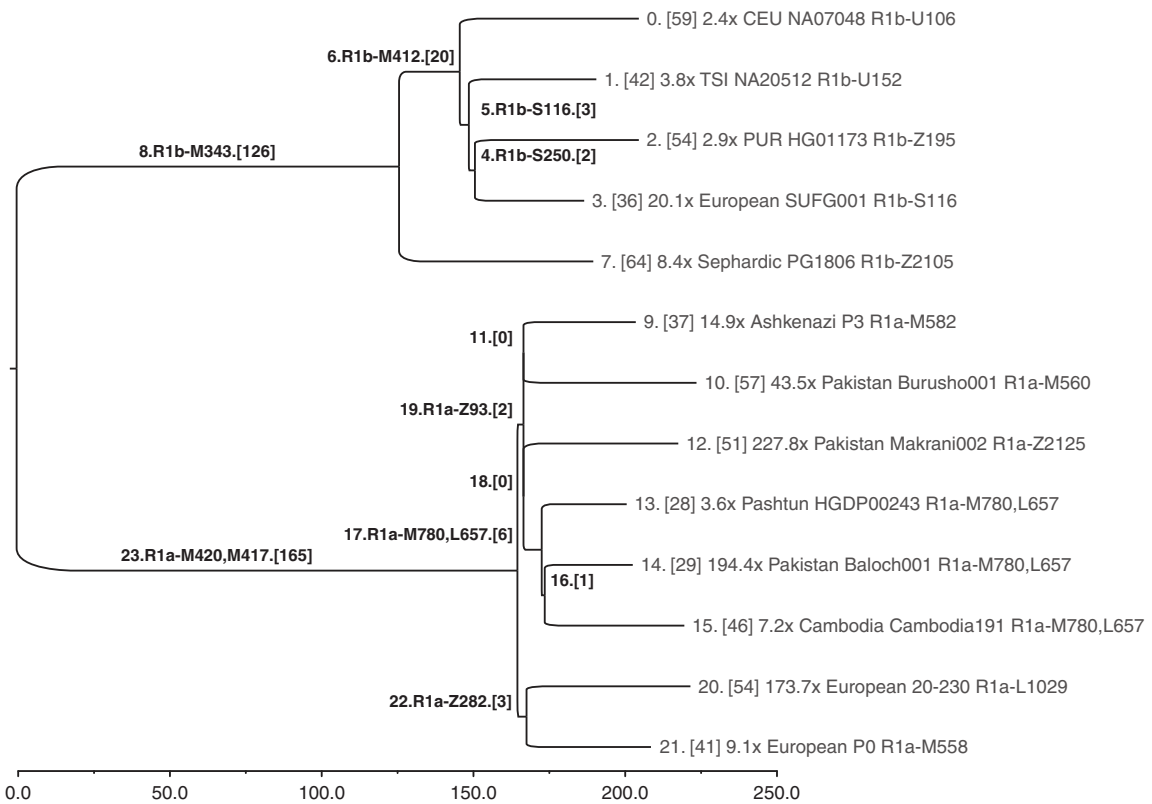 0. [59] 2.4x CEU NA07048 R1b-U106
6.R1b-M412.[20]
1. [42] 3.8x TSI NA20512 R1b-U152
5.R1b-S116.[3]
2. [54] 2.9x PUR HG01173 R1b-Z195
8.R1b-M343.[126]
4.R1b-S250.[2]
3. [36] 20.1x European SUFG001 R1b-S116
7. [64] 8.4x Sephardic PG1806 R1b-Z2105
9. [37] 14.9x Ashkenazi P3 R1a-M582
11.[0]
10. [57] 43.5x Pakistan Burusho001 R1a-M560
19.R1a-Z93.[2]
12. [51] 227.8x Pakistan Makrani002 R1a-Z2125
18.[0]
13. [28] 3.6x Pashtun HGDP00243 R1a-M780,L657
17.R1a-M780,L657.[6]
23.R1a-M420,M417.[165]
14. [29] 194.4x Pakistan Baloch001 R1a-M780,L657
16.[1]
15. [46] 7.2x Cambodia Cambodia191 R1a-M780,L657
20. [54] 173.7x European 20-230 R1a-L1029
22.R1a-Z282.[3]
21. [41] 9.1x European P0 R1a-M558
0.0 50.0 100.0 150.0 200.0 250.0